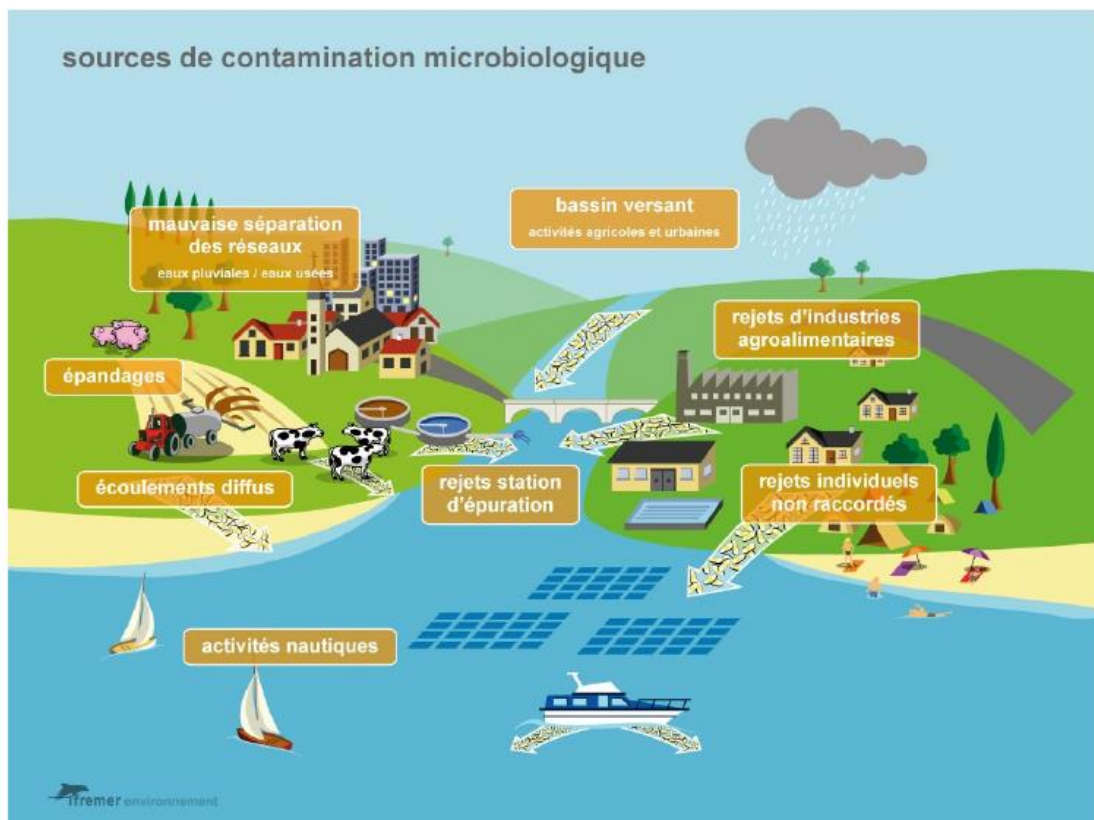 sources de contamination microbiologique
mauvaise séparation
des réseaux
eaux pluviales / eaux usées
bassin versant
activités agricoles et urbaines
rejets d'industries
agroalimentaires
épandages
écoulements diffus
rejets station
d'épuration
rejets individuels
non raccordés
activités nautiques
ifremer environnement